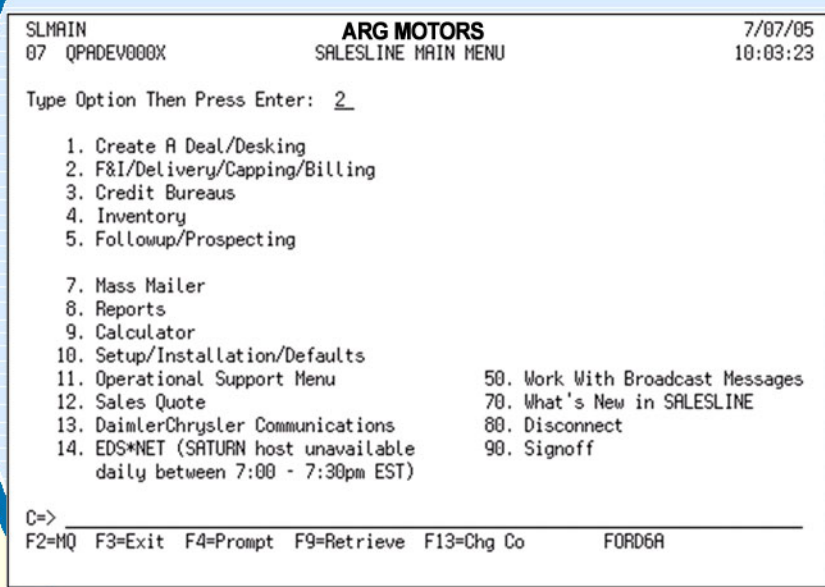 SLMAIN ARG MOTORS 7/07/05
07 QPADEV000X SALESLINE MAIN MENU 10:03:23
Type Option Then Press Enter: 2
1. Create A Deal/Desking
2. F&I/Delivery/Capping/Billing
3. Credit Bureaus
4. Inventory
5. Followup/Prospecting
7. Mass Mailer
8. Reports
9. Calculator
10. Setup/Installation/Defaults
11. Operational Support Menu 50. Work With Broadcast Messages
12. Sales Quote 70. What's New in SALESLINE
13. DaimlerChrysler Communications 80. Disconnect
14. EDS*NET (SATURN host unavailable 90. Signoff
daily between 7:00 - 7:30pm EST)
C=>
F2=MQ F3=Exit F4=Prompt F9=Retrieve F13=Chg Co FORD6A